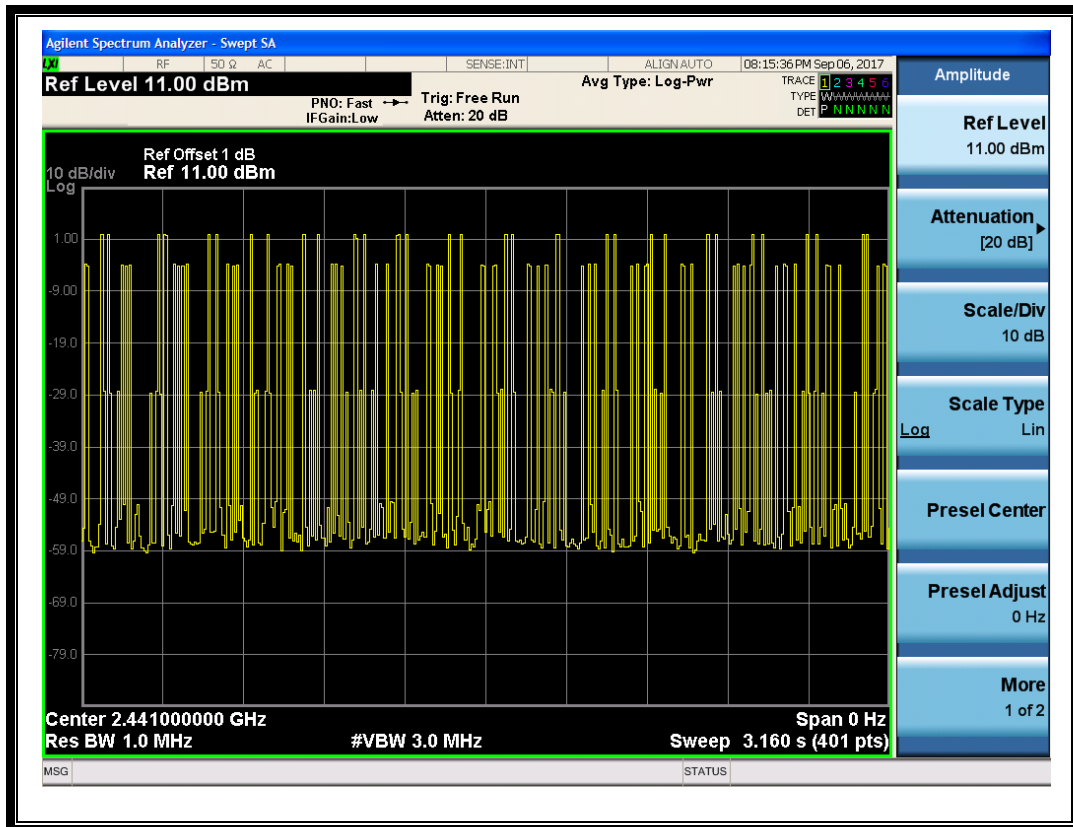 Agilent Spectrum Analyzer - Swept SA
LXI RF 50 Ω AC SENSE:INT ALIGNAUTO 08:15:36 PM Sep 06, 2017
Ref Level 11.00 dBm
PNO: Fast
IFGain:Low
Trig: Free Run
Atten: 20 dB
Avg Type: Log-Pwr
TRACE 1 2 3 4 5 6
TYPE
DET P N N N N N
Ref Offset 1 dB
10 dB/div Ref 11.00 dBm
Log
1.00
-9.00
-19.0
-29.0
-39.0
-49.0
-59.0
-69.0
-79.0
Center 2.441000000 GHz Span 0 Hz
Res BW 1.0 MHz #VBW 3.0 MHz Sweep 3.160 s (401 pts)
MSG STATUS
Amplitude
Ref Level
11.00 dBm
Attenuation
[20 dB]
Scale/Div
10 dB
Scale Type
Log Lin
Presel Center
Presel Adjust
0 Hz
More
1 of 2